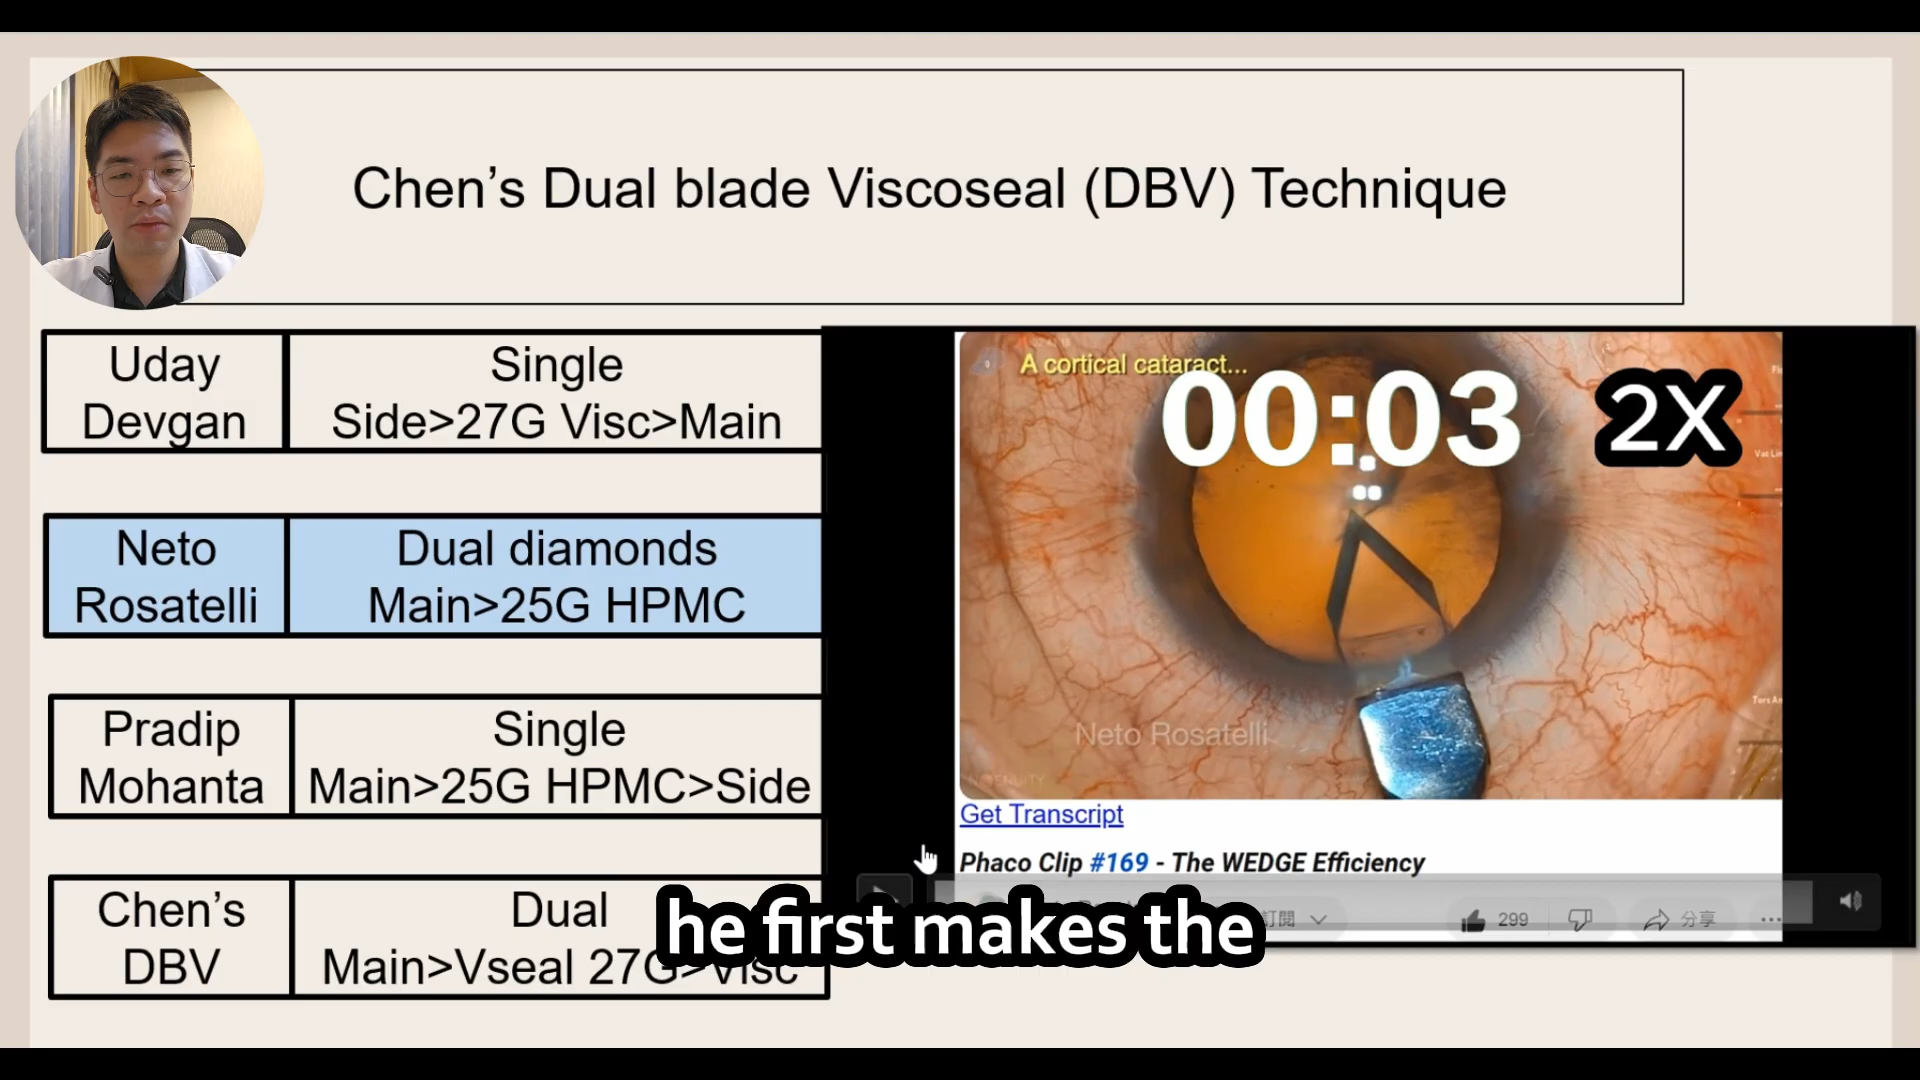 Chen’s Dual blade Viscoseal (DBV) Technique
Uday
Devgan
Single
Side>27G Visc>Main
Neto
Rosatelli
Dual diamonds
Main>25G HPMC
Pradip
Mohanta
Single
Main>25G HPMC>Side
Chen’s
DBV
Dual
Main>Vseal 27G>Visc
A cortical cataract...
00:03
2X
Neto Rosatelli
Get Transcript
Phaco Clip #169 - The WEDGE Efficiency
299
分享
he first makes the